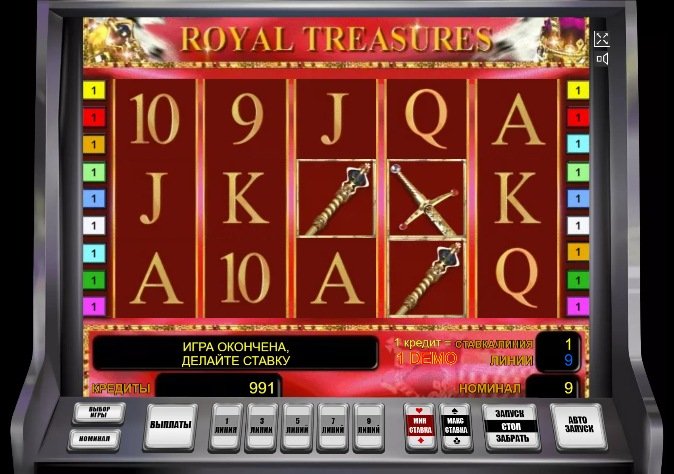 ROYAL TREASURES
1 10 9 J Q A 1
1 1
1 1
1 J K K 1
1 1
1 1
1 A 10 A Q 1
1 1
1 1
ИГРА ОКОНЧЕНА,
ДЕЛАЙТЕ СТАВКУ
1 кредит = СТАВКА/ЛИНИЯ 1
1 DEMO ЛИНИИ 9
КРЕДИТЫ 991
НОМИНАЛ 9
ВЫБОР
ИГРЫ
НОМИНАЛ
ВЫПЛАТЫ
1
ЛИНИЯ
3
ЛИНИИ
5
ЛИНИЙ
7
ЛИНИЙ
9
ЛИНИЙ
МИН
СТАВКА
МАКС
СТАВКА
ЗАПУСК
СТОП
ЗАБРАТЬ
АВТО
ЗАПУСК